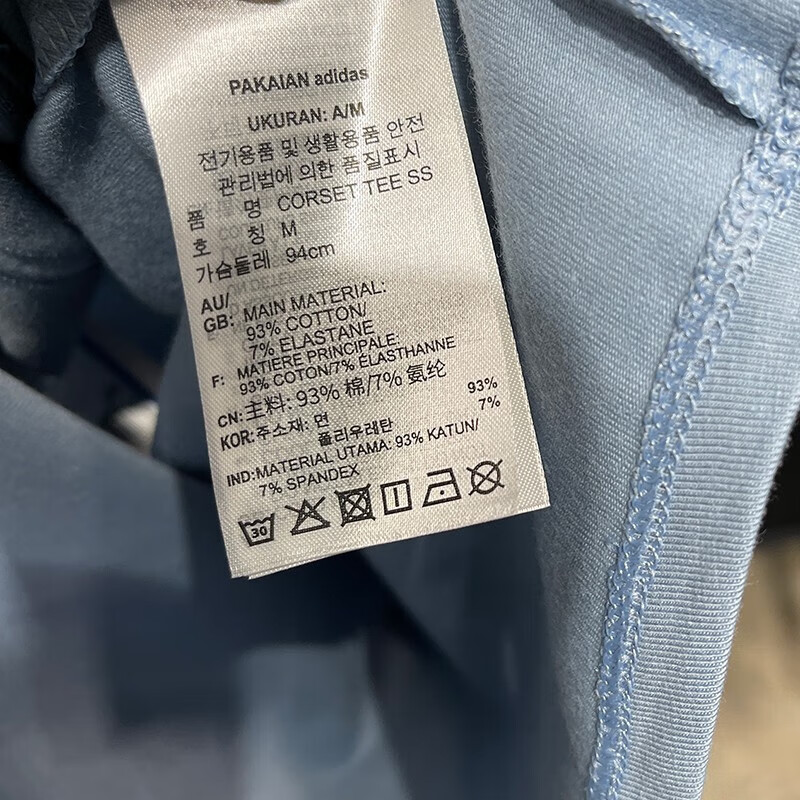 PAKAIAN adidas
UKURAN: A/M
전기용품 및 생활용품 안전
관리법에 의한 품질표시
품 명 CORSET TEE SS
호 칭 M
가슴둘레 94cm
AU/
GB: MAIN MATERIAL:
93% COTTON/
7% ELASTANE
F: MATIERE PRINCIPALE:
93% COTON/7% ELASTHANNE
CN: 主料: 93% 棉/7% 氨纶
KOR: 주소재: 면 93%
폴리우레탄 7%
IND: MATERIAL UTAMA: 93% KATUN/
7% SPANDEX
30